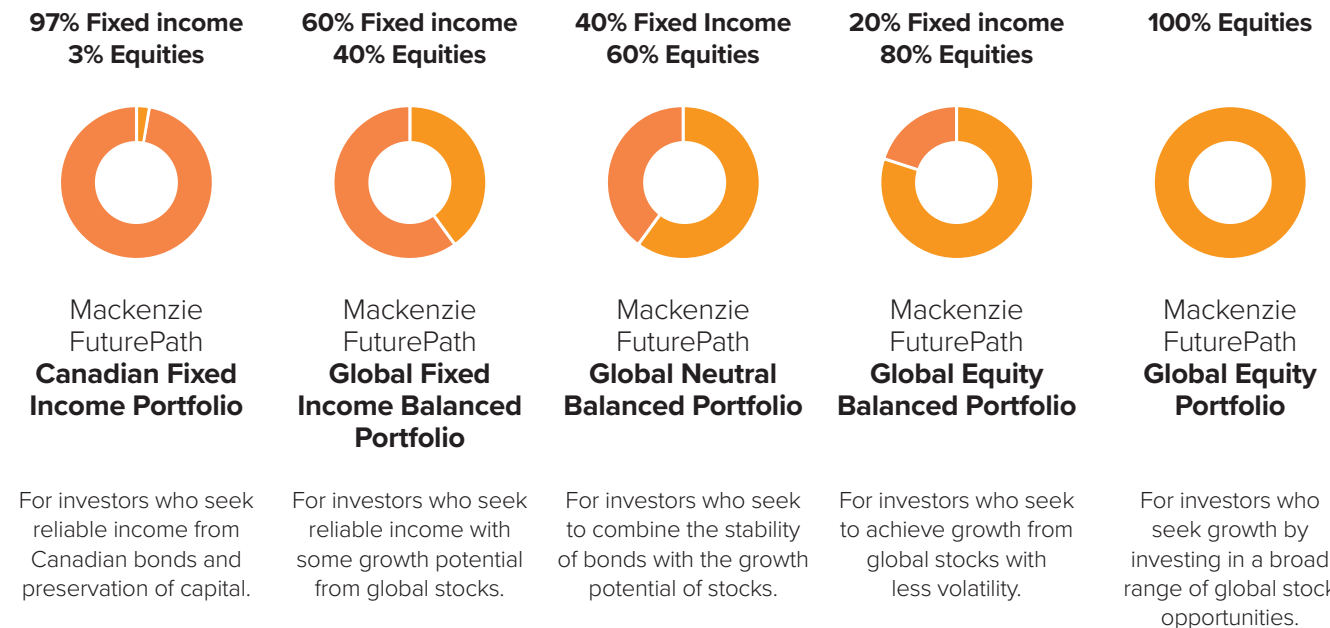 97% Fixed income
3% Equities
Mackenzie
FuturePath
Canadian Fixed
Income Portfolio
For investors who seek
reliable income from
Canadian bonds and
preservation of capital.
60% Fixed income
40% Equities
Mackenzie
FuturePath
Global Fixed
Income Balanced
Portfolio
For investors who seek
reliable income with
some growth potential
from global stocks.
40% Fixed Income
60% Equities
Mackenzie
FuturePath
Global Neutral
Balanced Portfolio
For investors who seek
to combine the stability
of bonds with the growth
potential of stocks.
20% Fixed income
80% Equities
Mackenzie
FuturePath
Global Equity
Balanced Portfolio
For investors who seek
to achieve growth from
global stocks with
less volatility.
100% Equities
Mackenzie
FuturePath
Global Equity
Portfolio
For investors who
seek growth by
investing in a broad
range of global stock
opportunities.